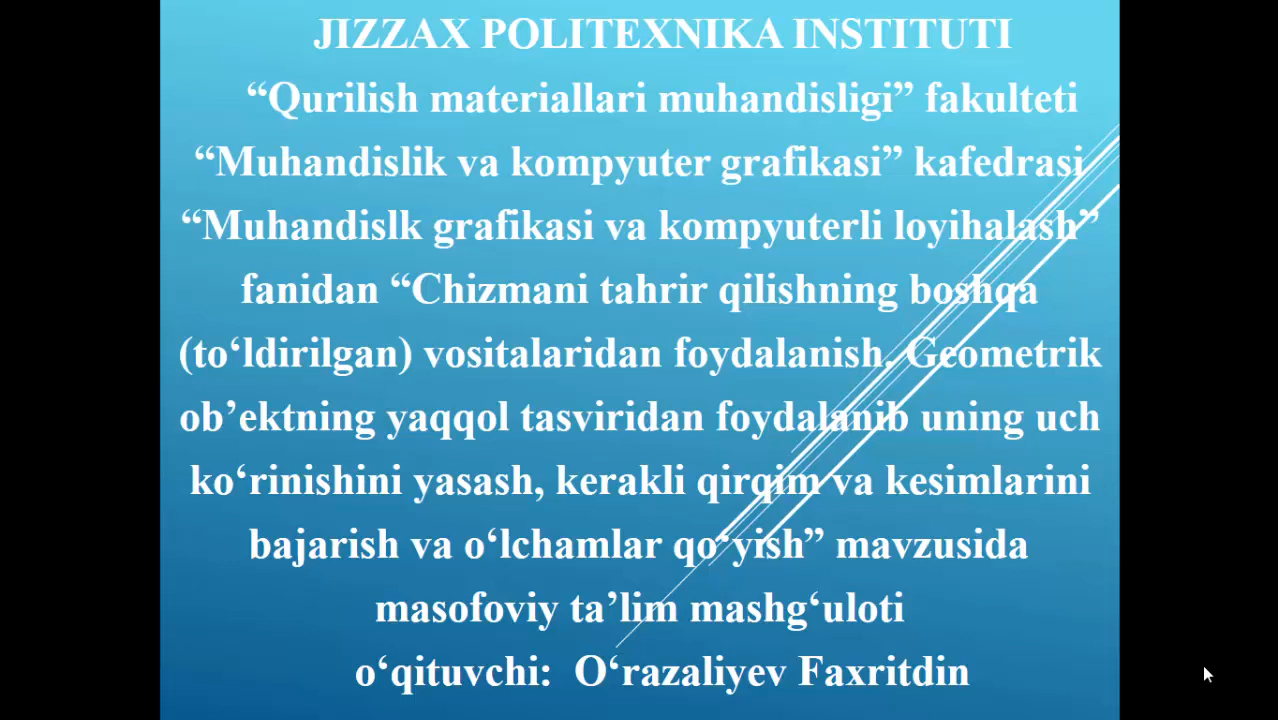 JIZZAX POLITEXNIKA INSTITUTI
“Qurilish materiallari muhandisligi” fakulteti
“Muhandislik va kompyuter grafikasi” kafedrasi
“Muhandislk grafikasi va kompyuterli loyihalash”
fanidan “Chizmani tahrir qilishning boshqa
(to‘ldirilgan) vositalaridan foydalanish. Geometrik
ob’ektning yaqqol tasviridan foydalanib uning uch
ko‘rinishini yasash, kerakli qirqim va kesimlarini
bajarish va o‘lchamlar qo‘yish” mavzusida
masofoviy ta’lim mashg‘uloti
o‘qituvchi: O‘razaliyev Faxritdin